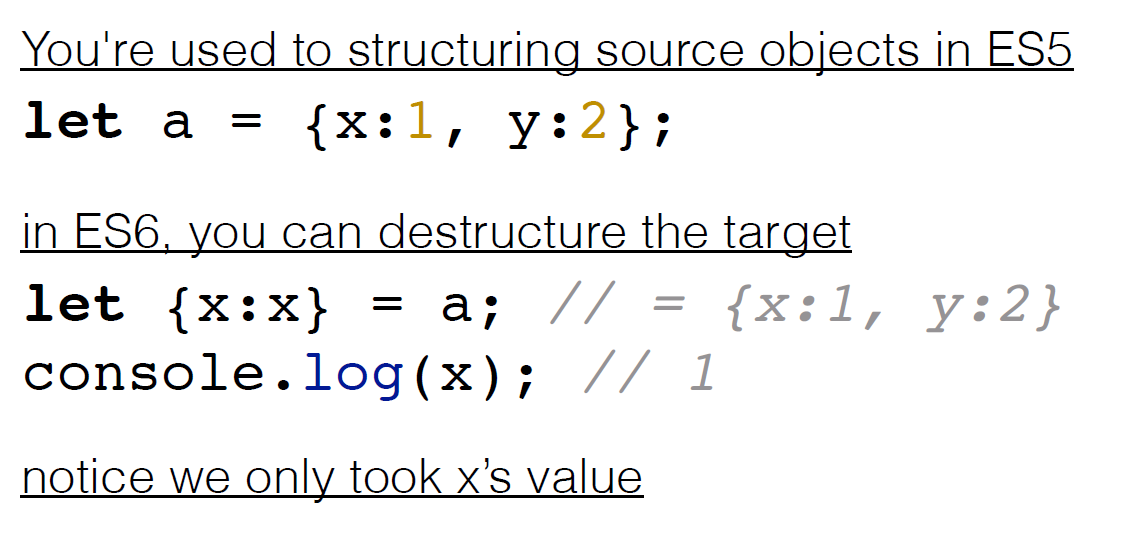 You're used to structuring source objects in ES5
let a = {x:1, y:2};
in ES6, you can destructure the target
let {x:x} = a; // = {x:1, y:2}
console.log(x); // 1
notice we only took x’s value